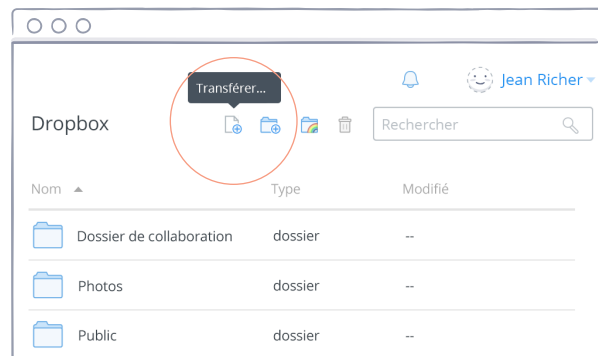 Transférer...
Jean Richer
Dropbox
Rechercher
Nom Type Modifié
Dossier de collaboration dossier --
Photos dossier --
Public dossier --